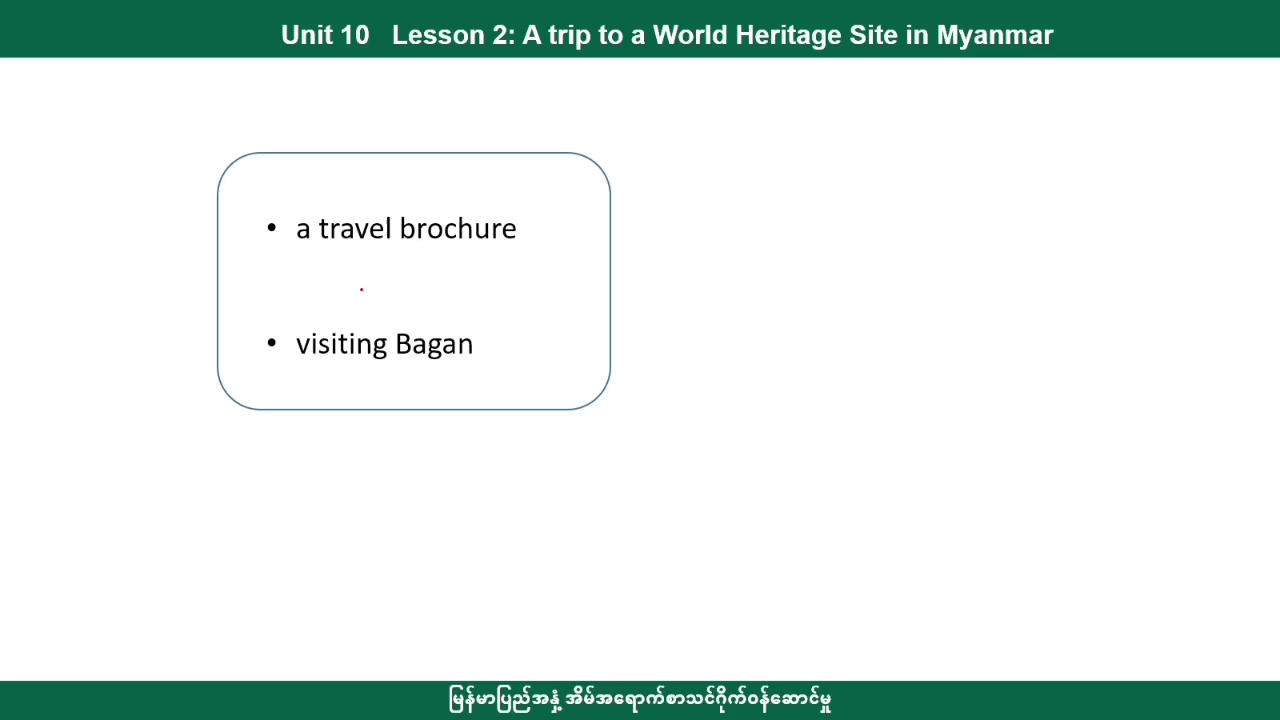 Unit 10 Lesson 2: A trip to a World Heritage Site in Myanmar
• a travel brochure
• visiting Bagan
မြန်မာပြည်အနှံ့ အိမ်အရောက်စာသင်ဝိုက်ဝန်ဆောင်မှု